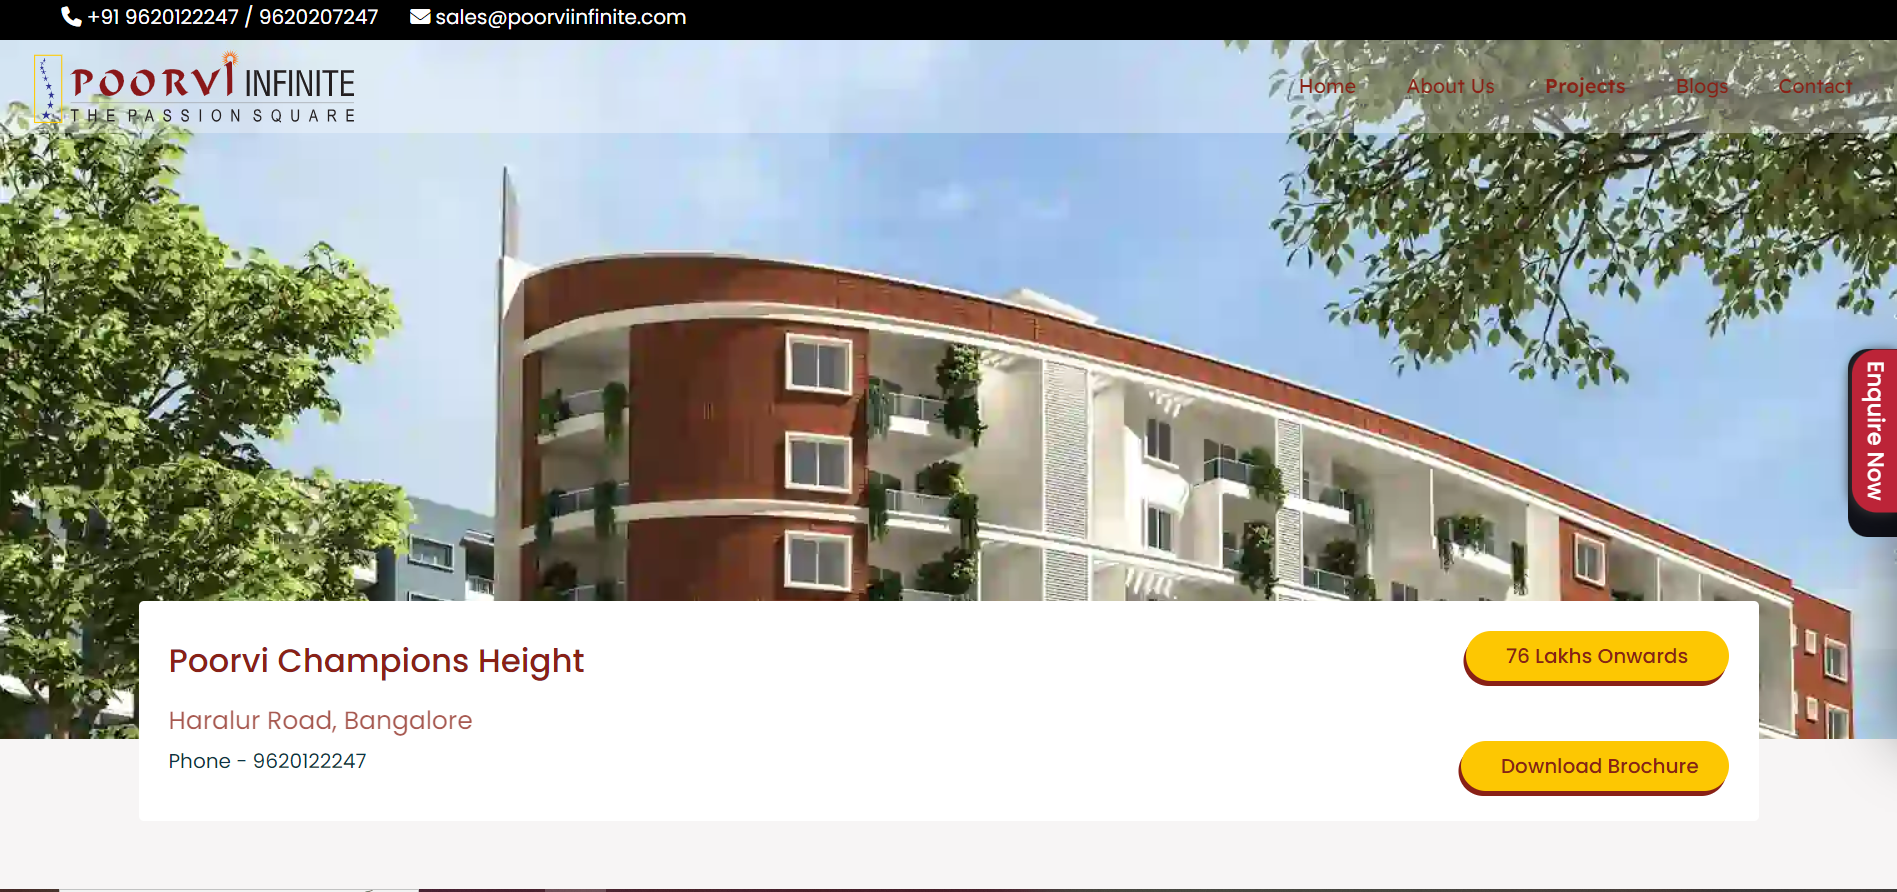 +91 9620122247 / 9620207247
sales@poorviinfinite.com
POORVI INFINITE
THE PASSION SQUARE
Home
About Us
Projects
Blogs
Contact
Enquire Now
Poorvi Champions Height
76 Lakhs Onwards
Haralur Road, Bangalore
Phone - 9620122247
Download Brochure